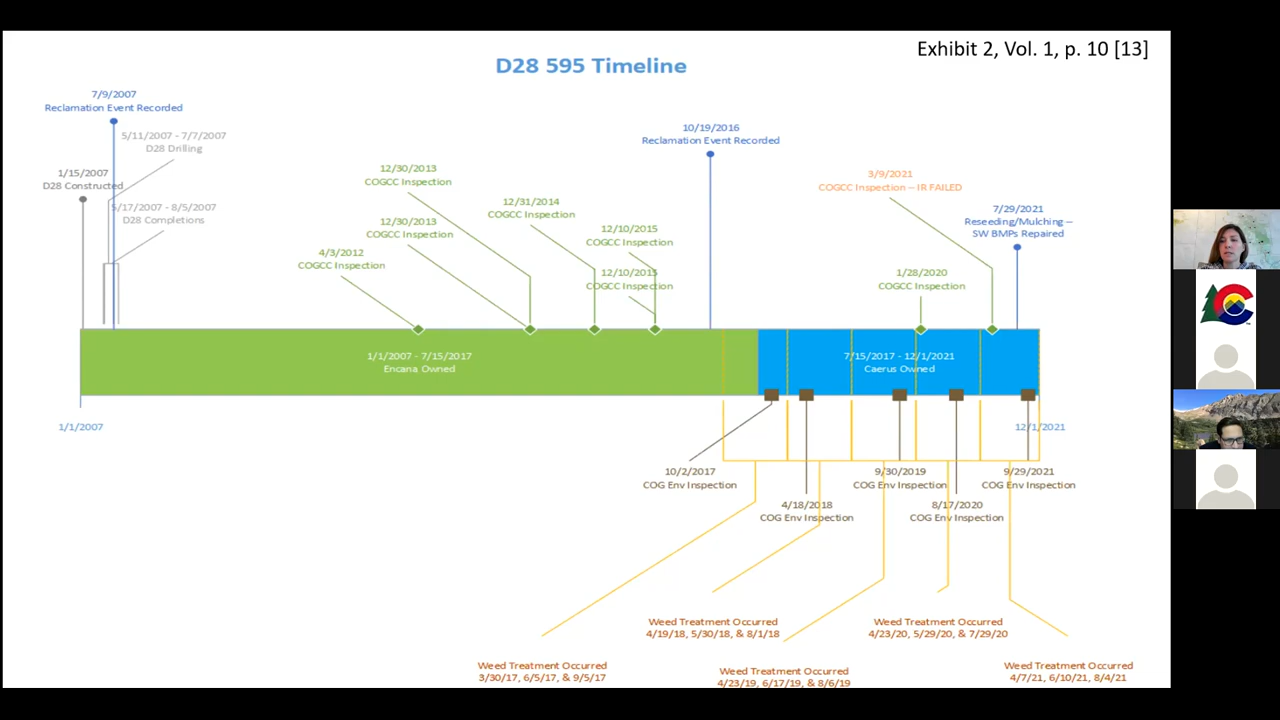 Exhibit 2, Vol. 1, p. 10 [13]
D28 595 Timeline
7/9/2007
Reclamation Event Recorded
5/11/2007 - 7/7/2007
D28 Drilling
1/15/2007
D28 Constructed
5/17/2007 - 8/5/2007
D28 Completions
4/3/2012
COGCC Inspection
12/30/2013
COGCC Inspection
12/30/2013
COGCC Inspection
12/31/2014
COGCC Inspection
12/10/2015
COGCC Inspection
12/10/2015
COGCC Inspection
10/19/2016
Reclamation Event Recorded
3/9/2021
COGCC Inspection – IR FAILED
1/28/2020
COGCC Inspection
7/29/2021
Reseeding/Mulching –
SW BMPs Repaired
1/1/2007 - 7/15/2017
Encana Owned
7/15/2017 - 12/1/2021
Caerus Owned
1/1/2007
12/1/2021
10/2/2017
COG Env Inspection
4/18/2018
COG Env Inspection
9/30/2019
COG Env Inspection
8/17/2020
COG Env Inspection
9/29/2021
COG Env Inspection
Weed Treatment Occurred
3/30/17, 6/5/17, & 9/5/17
Weed Treatment Occurred
4/19/18, 5/30/18, & 8/1/18
Weed Treatment Occurred
4/23/19, 6/17/19, & 8/6/19
Weed Treatment Occurred
4/23/20, 5/29/20, & 7/29/20
Weed Treatment Occurred
4/7/21, 6/10/21, 8/4/21